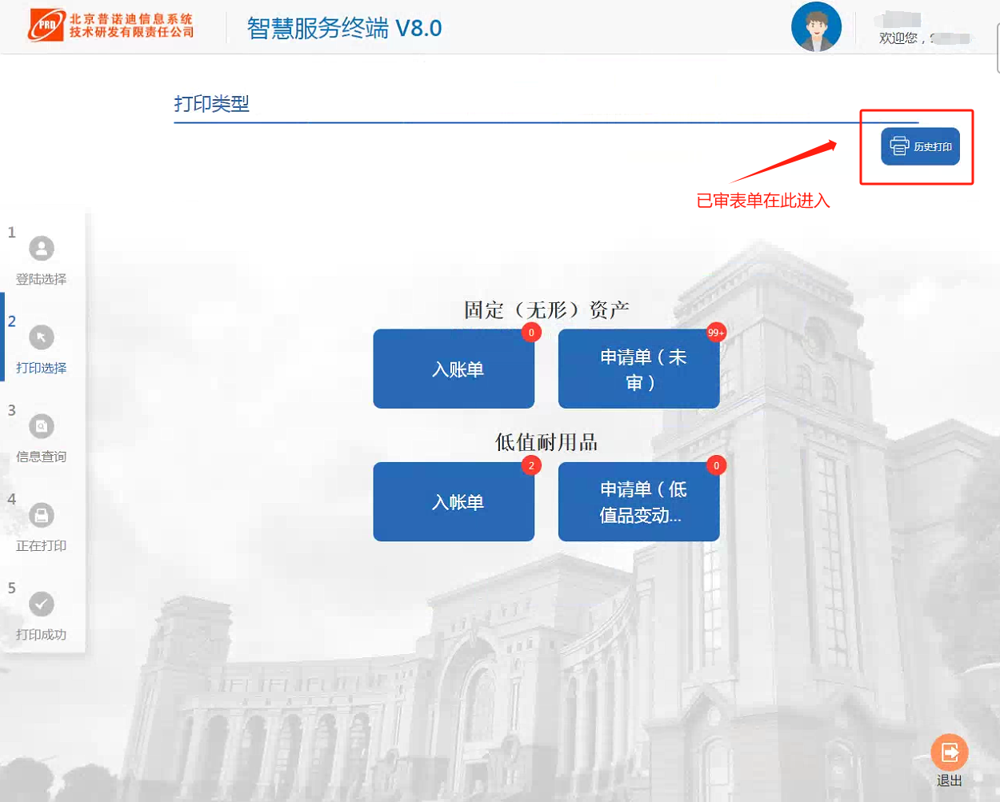 PRD
北京普诺迪信息系统
技术研发有限责任公司
智慧服务终端 V8.0
欢迎您，
打印类型
历史打印
已审表单在此进入
1
登陆选择
2
打印选择
3
信息查询
4
正在打印
5
打印成功
固定（无形）资产
0
入账单
99+
申请单（未
审）
低值耐用品
2
入帐单
0
申请单（低
值品变动...
退出